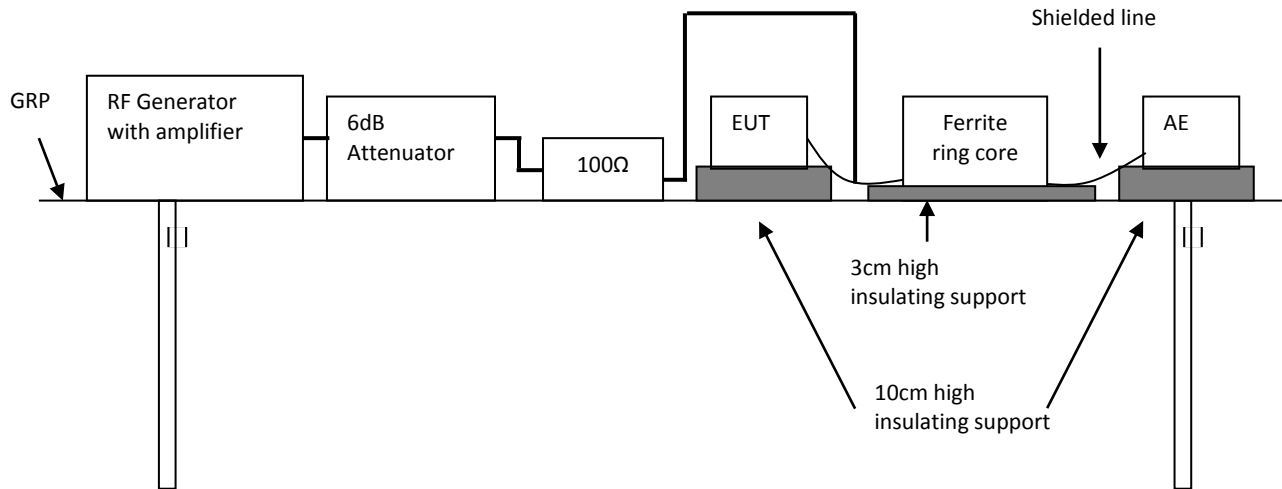 Shielded line
GRP
RF Generator
with amplifier
6dB
Attenuator
100Ω
EUT
Ferrite
ring core
AE
3cm high
insulating support
10cm high
insulating support